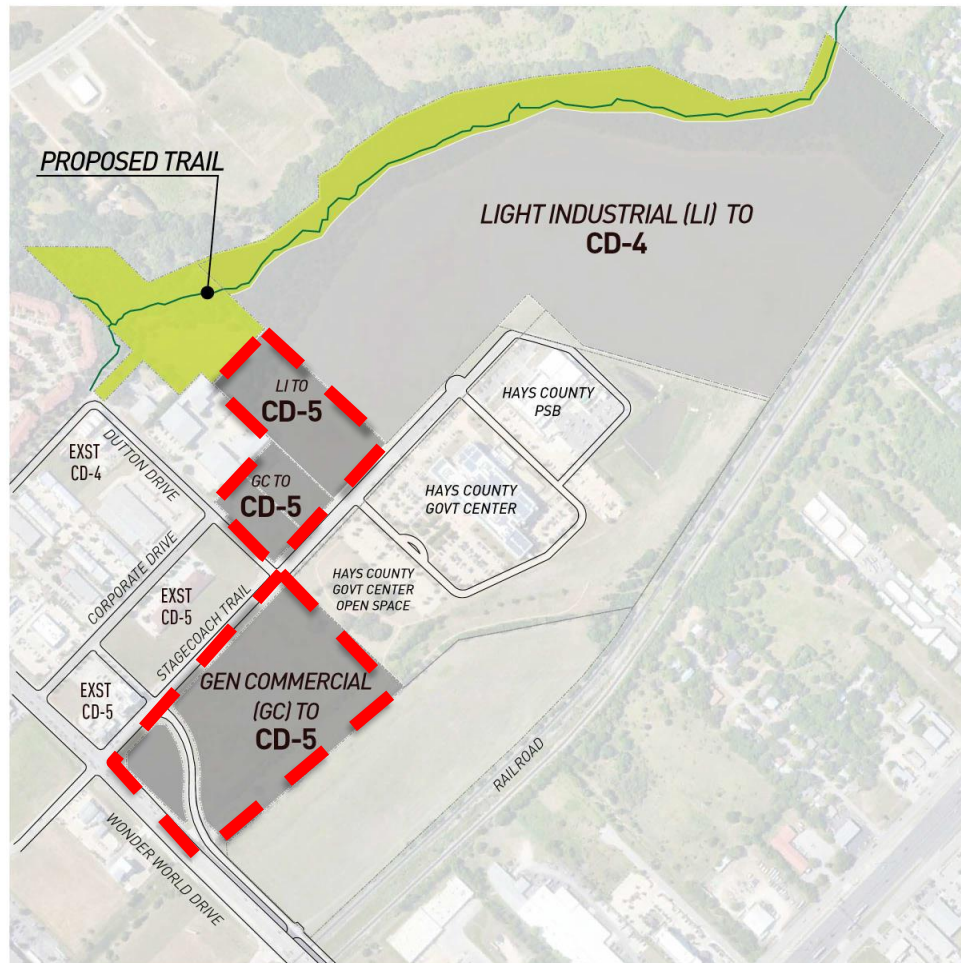 PROPOSED TRAIL
LIGHT INDUSTRIAL (LI) TO
CD-4
LI TO
CD-5
HAYS COUNTY
PSB
EXST
CD-4
DUTTON DRIVE
GC TO
CD-5
HAYS COUNTY
GOVT CENTER
CORPORATE DRIVE
HAYS COUNTY
GOVT CENTER
OPEN SPACE
EXST
CD-5
STAGECOACH TRAIL
GEN COMMERCIAL
(GC) TO
CD-5
EXST
CD-5
RAILROAD
WONDER WORLD DRIVE